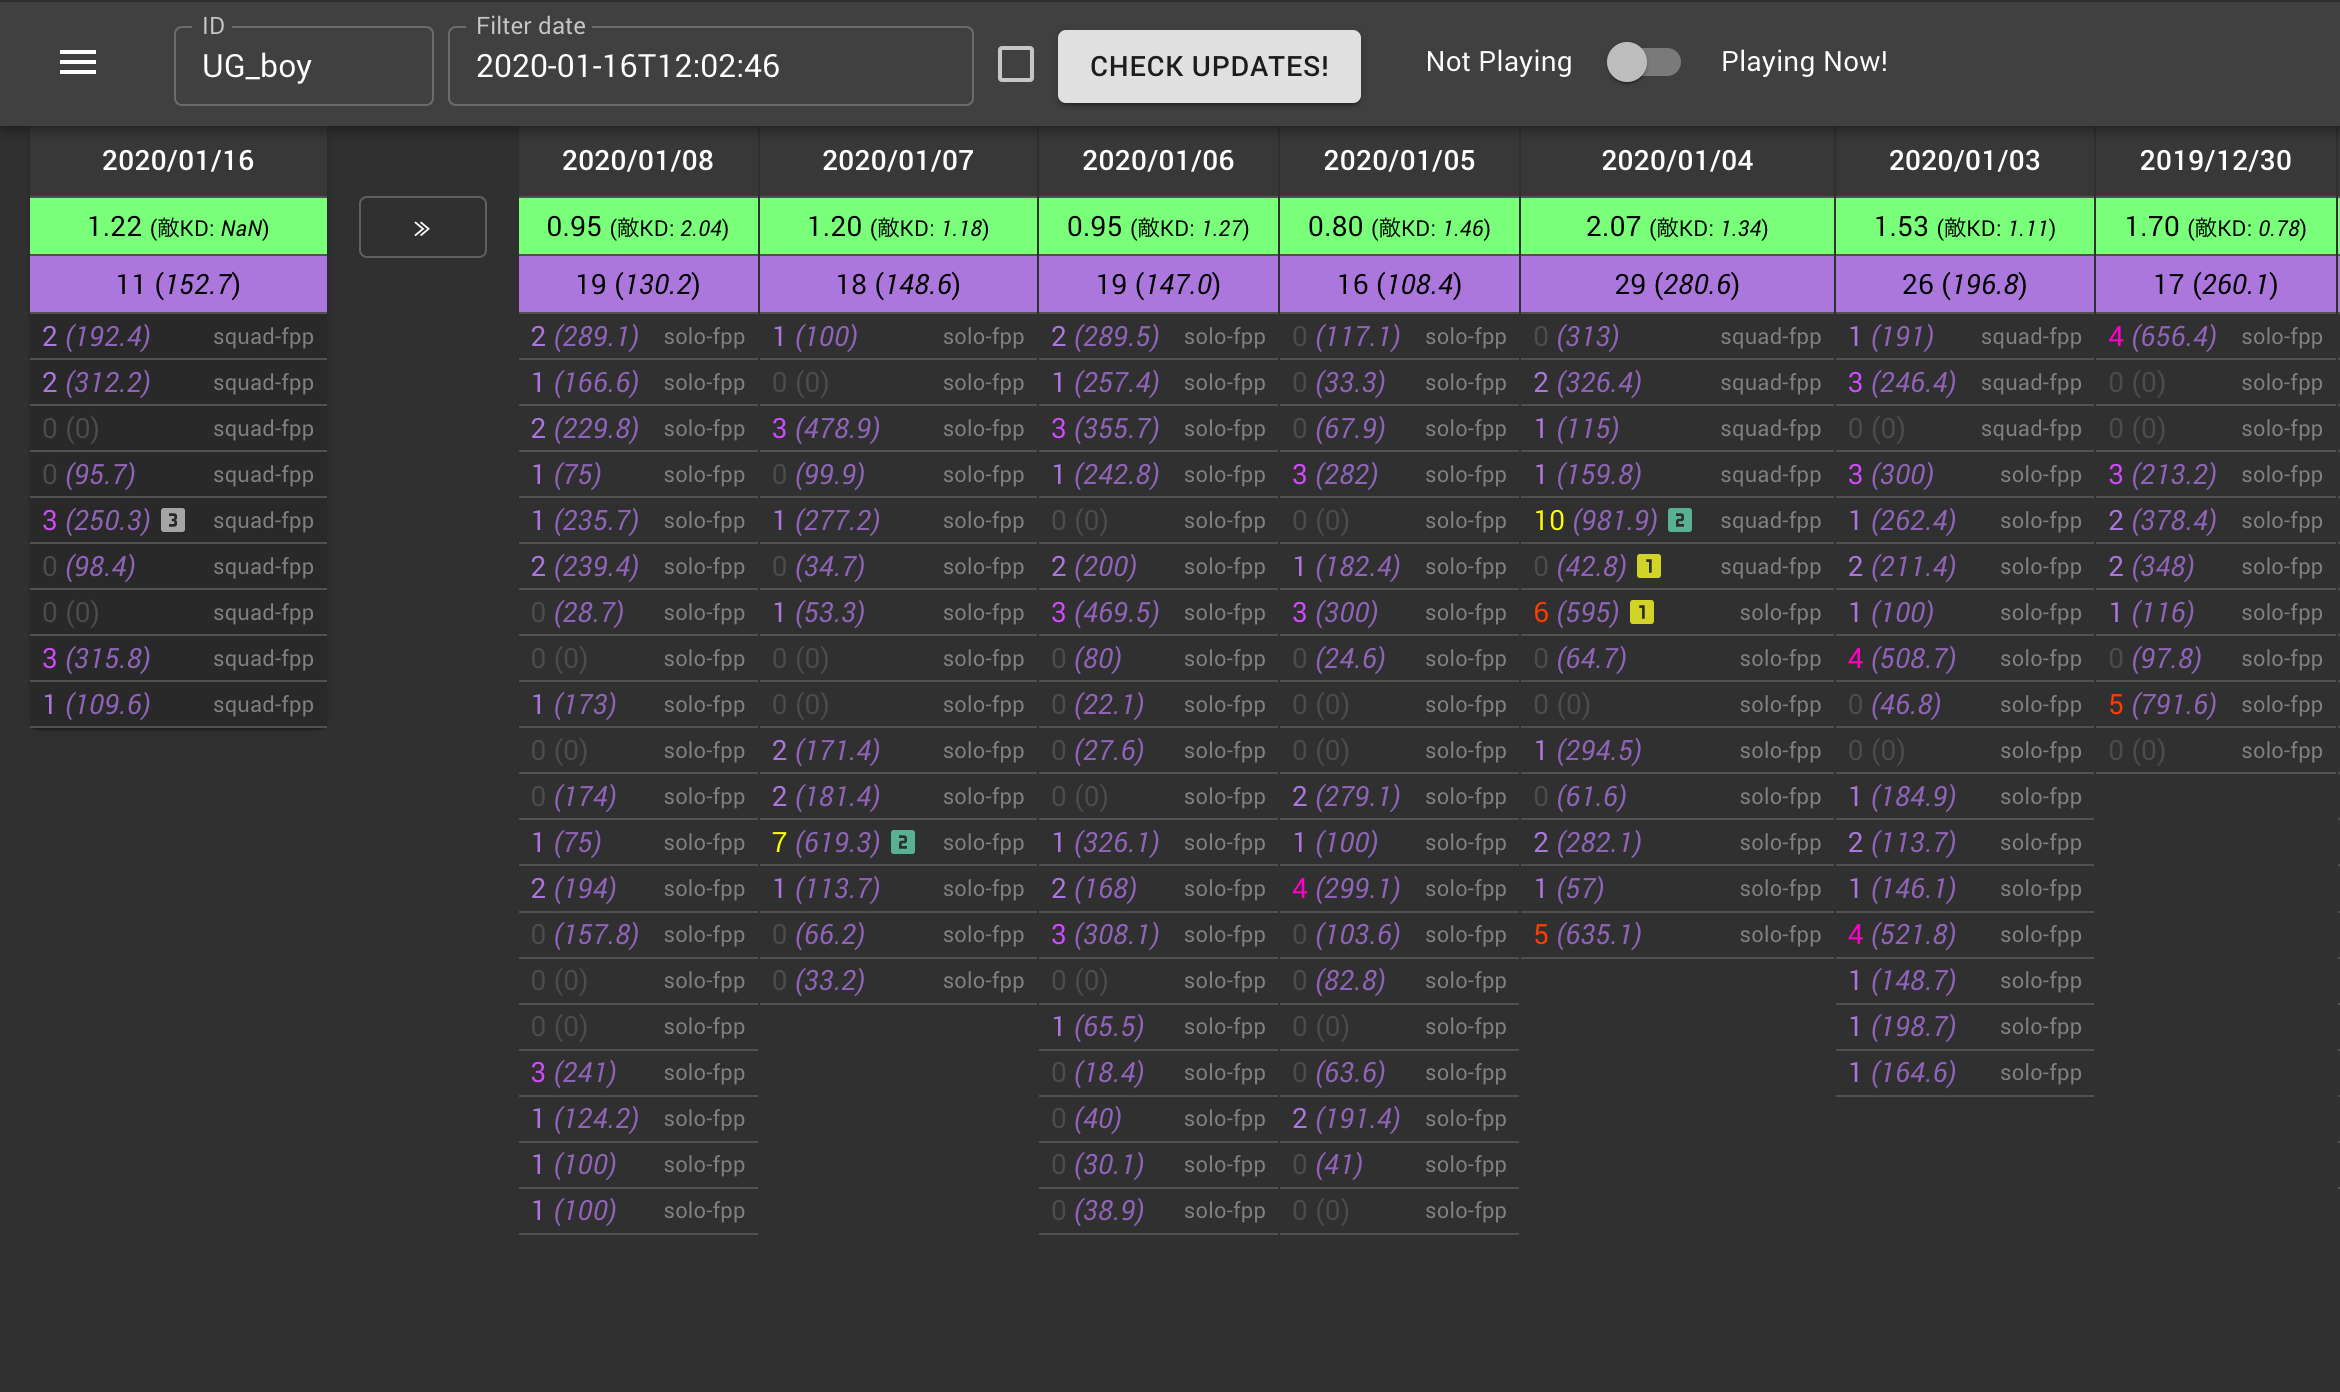 ID
UG_boy
Filter date
2020-01-16T12:02:46
CHECK UPDATES!
Not Playing
Playing Now!
2020/01/16
1.22 (敵KD: NaN)
11 (152.7)
2 (192.4) squad-fpp
2 (312.2) squad-fpp
0 (0) squad-fpp
0 (95.7) squad-fpp
3 (250.3) 3 squad-fpp
0 (98.4) squad-fpp
0 (0) squad-fpp
3 (315.8) squad-fpp
1 (109.6) squad-fpp
»
2020/01/08
0.95 (敵KD: 2.04)
19 (130.2)
2 (289.1) solo-fpp
1 (166.6) solo-fpp
2 (229.8) solo-fpp
1 (75) solo-fpp
1 (235.7) solo-fpp
2 (239.4) solo-fpp
0 (28.7) solo-fpp
0 (0) solo-fpp
1 (173) solo-fpp
0 (0) solo-fpp
0 (174) solo-fpp
1 (75) solo-fpp
2 (194) solo-fpp
0 (157.8) solo-fpp
0 (0) solo-fpp
0 (0) solo-fpp
3 (241) solo-fpp
1 (124.2) solo-fpp
1 (100) solo-fpp
1 (100) solo-fpp
2020/01/07
1.20 (敵KD: 1.18)
18 (148.6)
1 (100) solo-fpp
0 (0) solo-fpp
3 (478.9) solo-fpp
0 (99.9) solo-fpp
1 (277.2) solo-fpp
0 (34.7) solo-fpp
1 (53.3) solo-fpp
0 (0) solo-fpp
0 (0) solo-fpp
2 (171.4) solo-fpp
2 (181.4) solo-fpp
7 (619.3) 2 solo-fpp
1 (113.7) solo-fpp
0 (66.2) solo-fpp
0 (33.2) solo-fpp
2020/01/06
0.95 (敵KD: 1.27)
19 (147.0)
2 (289.5) solo-fpp
1 (257.4) solo-fpp
3 (355.7) solo-fpp
1 (242.8) solo-fpp
0 (0) solo-fpp
2 (200) solo-fpp
3 (469.5) solo-fpp
0 (80) solo-fpp
0 (22.1) solo-fpp
0 (27.6) solo-fpp
0 (0) solo-fpp
1 (326.1) solo-fpp
2 (168) solo-fpp
3 (308.1) solo-fpp
0 (0) solo-fpp
1 (65.5) solo-fpp
0 (18.4) solo-fpp
0 (40) solo-fpp
0 (30.1) solo-fpp
0 (38.9) solo-fpp
2020/01/05
0.80 (敵KD: 1.46)
16 (108.4)
0 (117.1) solo-fpp
0 (33.3) solo-fpp
0 (67.9) solo-fpp
3 (282) solo-fpp
0 (0) solo-fpp
1 (182.4) solo-fpp
3 (300) solo-fpp
0 (24.6) solo-fpp
0 (0) solo-fpp
0 (0) solo-fpp
2 (279.1) solo-fpp
1 (100) solo-fpp
4 (299.1) solo-fpp
0 (103.6) solo-fpp
0 (82.8) solo-fpp
0 (0) solo-fpp
0 (63.6) solo-fpp
2 (191.4) solo-fpp
0 (41) solo-fpp
0 (0) solo-fpp
2020/01/04
2.07 (敵KD: 1.34)
29 (280.6)
0 (313) squad-fpp
2 (326.4) squad-fpp
1 (115) squad-fpp
1 (159.8) squad-fpp
10 (981.9) 2 squad-fpp
0 (42.8) 1 squad-fpp
6 (595) 1 solo-fpp
0 (64.7) solo-fpp
0 (0) solo-fpp
1 (294.5) solo-fpp
0 (61.6) solo-fpp
2 (282.1) solo-fpp
1 (57) solo-fpp
5 (635.1) solo-fpp
2020/01/03
1.53 (敵KD: 1.11)
26 (196.8)
1 (191) squad-fpp
3 (246.4) squad-fpp
0 (0) squad-fpp
3 (300) solo-fpp
1 (262.4) solo-fpp
2 (211.4) solo-fpp
1 (100) solo-fpp
4 (508.7) solo-fpp
0 (46.8) solo-fpp
0 (0) solo-fpp
1 (184.9) solo-fpp
2 (113.7) solo-fpp
1 (146.1) solo-fpp
4 (521.8) solo-fpp
1 (148.7) solo-fpp
1 (198.7) solo-fpp
1 (164.6) solo-fpp
2019/12/30
1.70 (敵KD: 0.78)
17 (260.1)
4 (656.4) solo-fpp
0 (0) solo-fpp
0 (0) solo-fpp
3 (213.2) solo-fpp
2 (378.4) solo-fpp
2 (348) solo-fpp
1 (116) solo-fpp
0 (97.8) solo-fpp
5 (791.6) solo-fpp
0 (0) solo-fpp